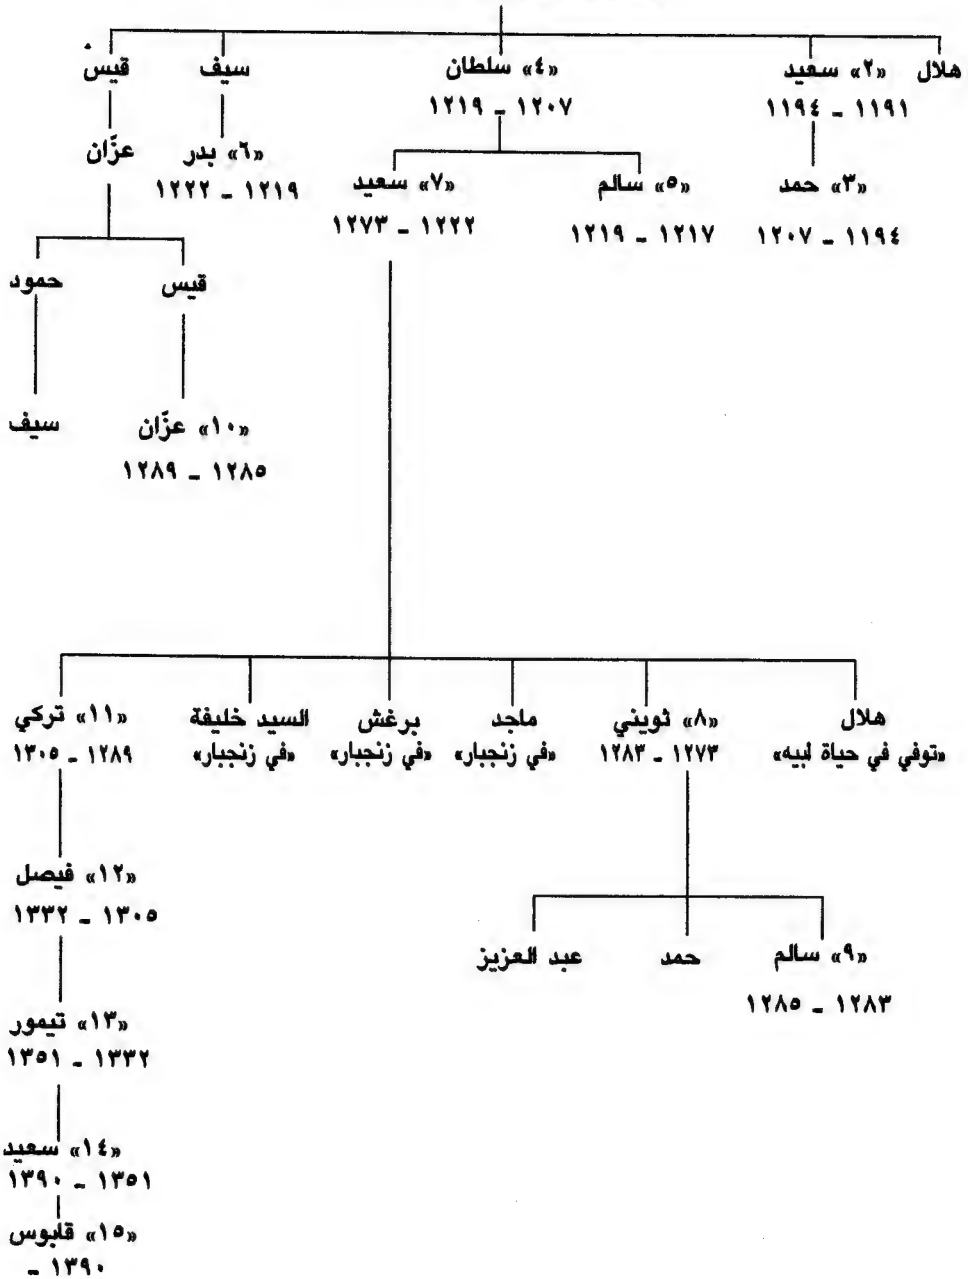 هلال «٢» سعيد «٤» سلطان سيف قيس
١١٩١ ـ ١١٩٤ ١٢٠٧ ـ ١٢١٩
«٦» بدر عزّان
«٣» حمد «٥» سالم «٧» سعيد ١٢١٩ ـ ١٢٢٢
١١٩٤ ـ ١٢٠٧ ١٢١٧ ـ ١٢١٩ ١٢٢٢ ـ ١٢٧٣
قيس حمود
«١٠» عزّان سيف
١٢٨٥ ـ ١٢٨٩
هلال «٨» ثويني ماجد برغش السيد خليفة «١١» تركي
«توفي في حياة ابيه» ١٢٧٣ ـ ١٢٨٣ «في زنجبار» «في زنجبار» «في زنجبار» ١٢٨٩ ـ ١٣٠٥
«١٢» فيصل
١٣٠٥ ـ ١٣٣٢
«٩» سالم حمد عبد العزيز
١٢٨٣ ـ ١٢٨٥
«١٣» تيمور
١٣٣٢ ـ ١٣٥١
«١٤» سعيد
١٣٥١ ـ ١٣٩٠
«١٥» قابوس
١٣٩٠ ـ